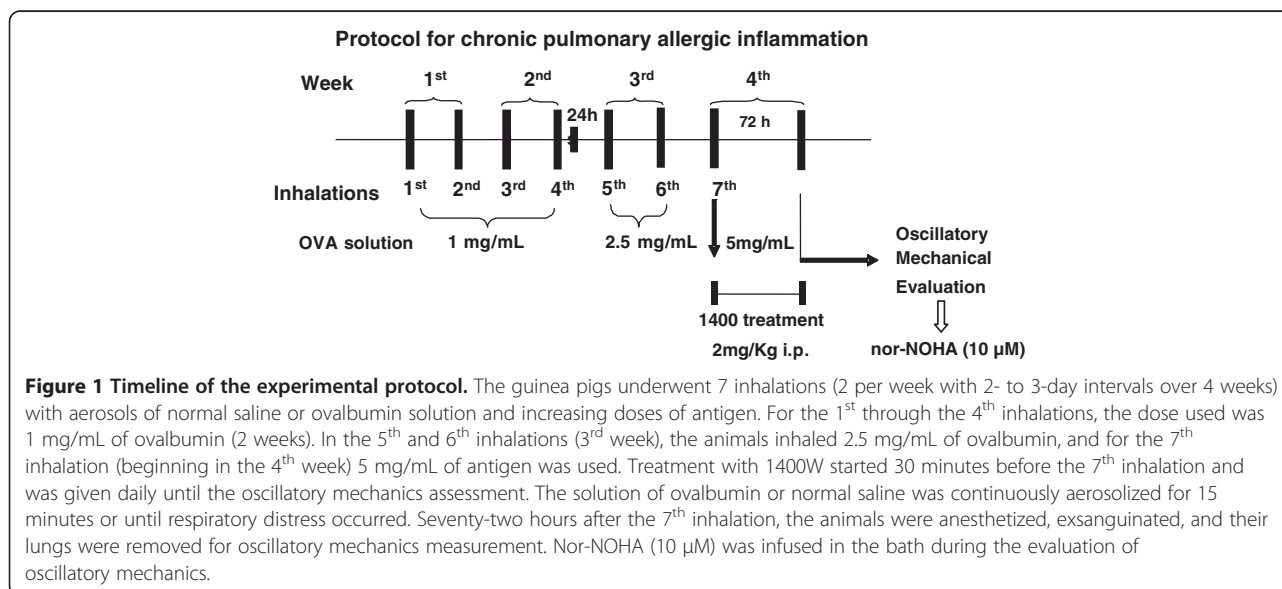 Protocol for chronic pulmonary allergic inflammation
Week 1st 2nd 3rd 4th
24h 72 h
Inhalations 1st 2nd 3rd 4th 5th 6th 7th
OVA solution 1 mg/mL 2.5 mg/mL 5mg/mL
Oscillatory
Mechanical
Evaluation
1400 treatment
2mg/Kg i.p. nor-NOHA (10 µM)
Figure 1 Timeline of the experimental protocol. The guinea pigs underwent 7 inhalations (2 per week with 2- to 3-day intervals over 4 weeks)
with aerosols of normal saline or ovalbumin solution and increasing doses of antigen. For the 1st through the 4th inhalations, the dose used was
1 mg/mL of ovalbumin (2 weeks). In the 5th and 6th inhalations (3rd week), the animals inhaled 2.5 mg/mL of ovalbumin, and for the 7th
inhalation (beginning in the 4th week) 5 mg/mL of antigen was used. Treatment with 1400W started 30 minutes before the 7th inhalation and
was given daily until the oscillatory mechanics assessment. The solution of ovalbumin or normal saline was continuously aerosolized for 15
minutes or until respiratory distress occurred. Seventy-two hours after the 7th inhalation, the animals were anesthetized, exsanguinated, and their
lungs were removed for oscillatory mechanics measurement. Nor-NOHA (10 µM) was infused in the bath during the evaluation of
oscillatory mechanics.